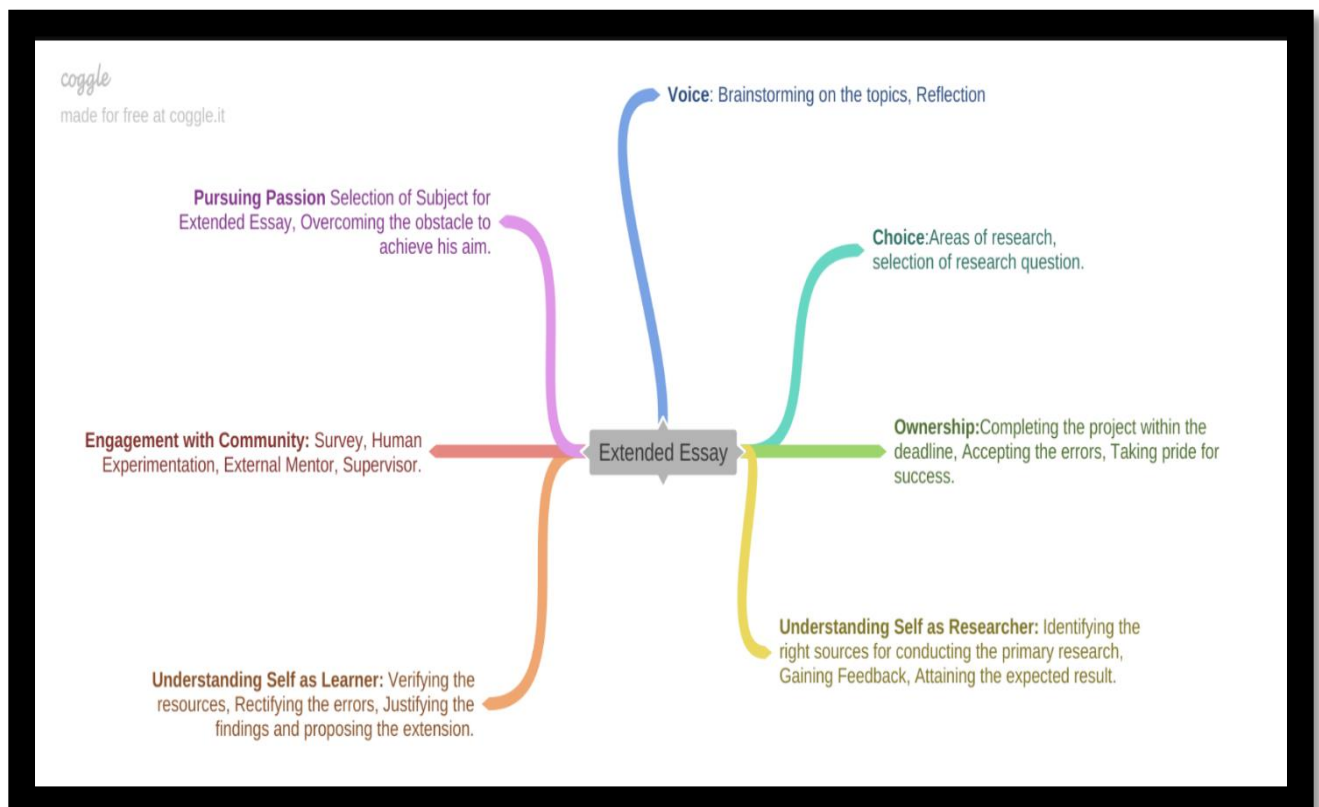 coggle
made for free at coggle.it
Voice: Brainstorming on the topics, Reflection
Choice:Areas of research,
selection of research question.
Ownership:Completing the project within the
deadline, Accepting the errors, Taking pride for
success.
Understanding Self as Researcher: Identifying the
right sources for conducting the primary research,
Gaining Feedback, Attaining the expected result.
Extended Essay
Pursuing Passion Selection of Subject for
Extended Essay, Overcoming the obstacle to
achieve his aim.
Engagement with Community: Survey, Human
Experimentation, External Mentor, Supervisor.
Understanding Self as Learner: Verifying the
resources, Rectifying the errors, Justifying the
findings and proposing the extension.